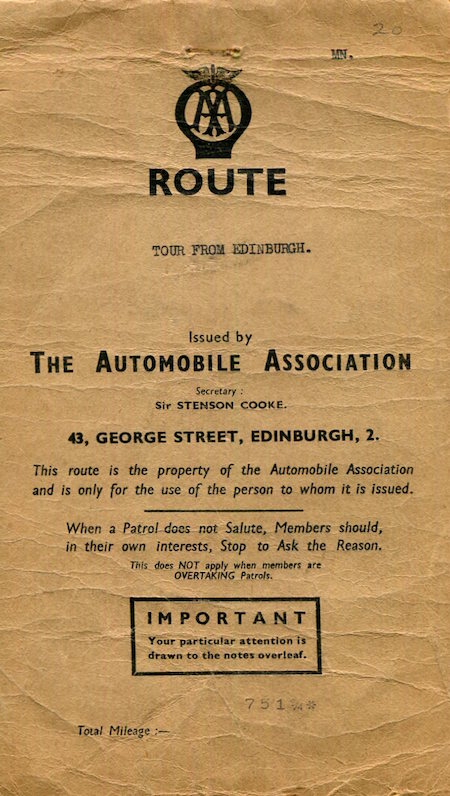 20
MN.
AA
ROUTE
TOUR FROM EDINBURGH.
Issued by
THE AUTOMOBILE ASSOCIATION
Secretary :
Sir STENSON COOKE.
43, GEORGE STREET, EDINBURGH, 2.
This route is the property of the Automobile Association
and is only for the use of the person to whom it is issued.
When a Patrol does not Salute, Members should,
in their own interests, Stop to Ask the Reason.
This does NOT apply when members are
OVERTAKING Patrols.
IMPORTANT
Your particular attention is
drawn to the notes overleaf.
751¾*
Total Mileage :—